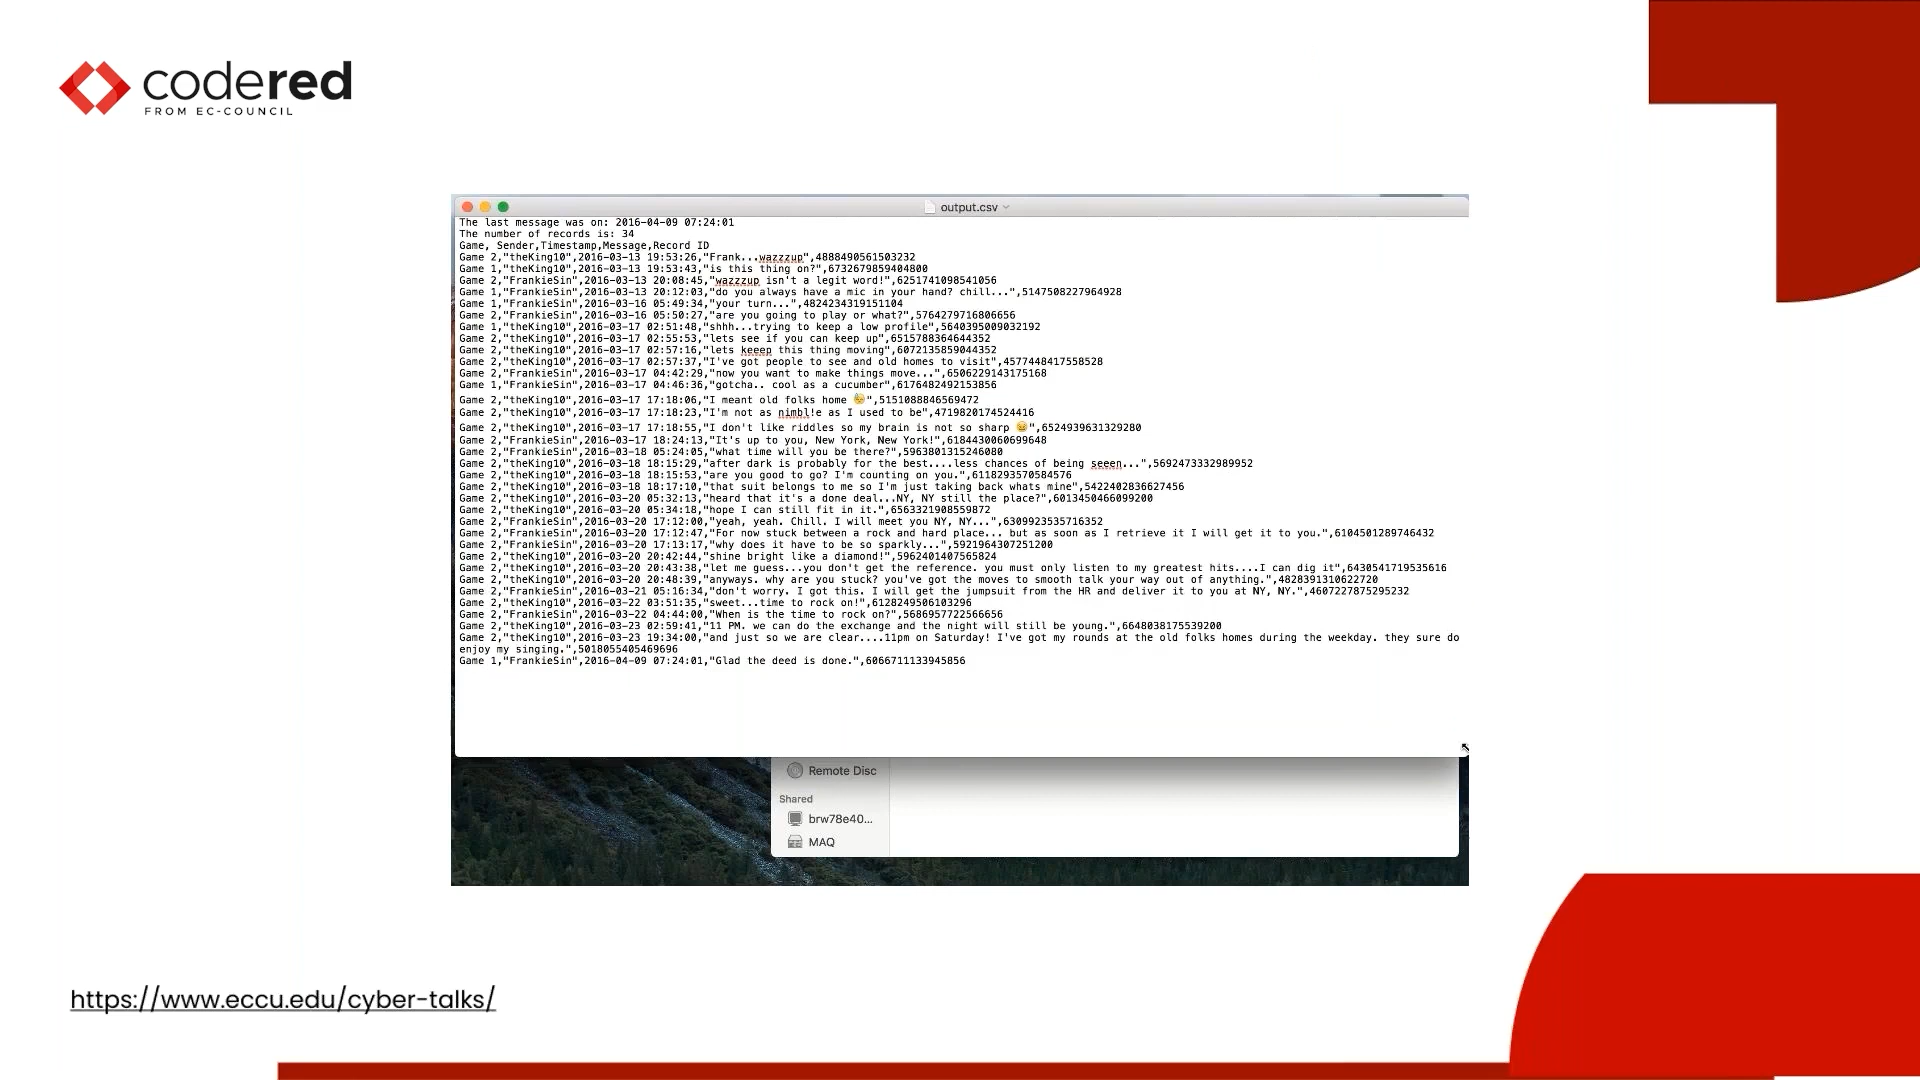 codered
FROM EC-COUNCIL
output.csv
The last message was on: 2016-04-09 07:24:01
The number of records is: 34
Game, Sender,Timestamp,Message,Record ID
Game 2,"theKing10",2016-03-13 19:53:26,"Frank...wazzzup",4888490561503232
Game 1,"theKing10",2016-03-13 19:53:43,"is this thing on?",6732679859404800
Game 2,"FrankieSin",2016-03-13 20:08:45,"wazzzup isn't a legit word!",6251741098541056
Game 1,"FrankieSin",2016-03-13 20:12:03,"do you always have a mic in your hand? chill...",5147508227964928
Game 1,"FrankieSin",2016-03-16 05:49:34,"your turn...",4824234319151104
Game 2,"FrankieSin",2016-03-16 05:50:27,"are you going to play or what?",5764279716806656
Game 1,"theKing10",2016-03-17 02:51:48,"shhh...trying to keep a low profile",5640395009032192
Game 2,"theKing10",2016-03-17 02:55:53,"lets see if you can keep up",6515788364644352
Game 2,"theKing10",2016-03-17 02:57:16,"lets keeep this thing moving",6072135859044352
Game 2,"theKing10",2016-03-17 02:57:37,"I've got people to see and old homes to visit",4577448417558528
Game 2,"FrankieSin",2016-03-17 04:42:29,"now you want to make things move...",6506229143175168
Game 1,"FrankieSin",2016-03-17 04:46:36,"gotcha.. cool as a cucumber",6176482492153856
Game 2,"theKing10",2016-03-17 17:18:06,"I meant old folks home 😓",5151088846569472
Game 2,"theKing10",2016-03-17 17:18:23,"I'm not as nimbl!e as I used to be",4719820174524416
Game 2,"theKing10",2016-03-17 17:18:55,"I don't like riddles so my brain is not so sharp 😖",6524939631329280
Game 2,"FrankieSin",2016-03-17 18:24:13,"It's up to you, New York, New York!",6184430060699648
Game 2,"FrankieSin",2016-03-18 05:24:05,"what time will you be there?",5963801315246080
Game 2,"theKing10",2016-03-18 18:15:29,"after dark is probably for the best....less chances of being seeen...",5692473332989952
Game 2,"theKing10",2016-03-18 18:15:53,"are you good to go? I'm counting on you.",6118293570584576
Game 2,"theKing10",2016-03-18 18:17:10,"that suit belongs to me so I'm just taking back whats mine",5422402836627456
Game 2,"theKing10",2016-03-20 05:32:13,"heard that it's a done deal...NY, NY still the place?",6013450466099200
Game 2,"theKing10",2016-03-20 05:34:18,"hope I can still fit in it.",6563321908559872
Game 2,"FrankieSin",2016-03-20 17:12:00,"yeah, yeah. Chill. I will meet you NY, NY...",6309923535716352
Game 2,"FrankieSin",2016-03-20 17:12:47,"For now stuck between a rock and hard place... but as soon as I retrieve it I will get it to you.",6104501289746432
Game 2,"FrankieSin",2016-03-20 17:13:17,"why does it have to be so sparkly...",5921964307251200
Game 2,"theKing10",2016-03-20 20:42:44,"shine bright like a diamond!",5962401407565824
Game 2,"theKing10",2016-03-20 20:43:38,"let me guess...you don't get the reference. you must only listen to my greatest hits....I can dig it",6430541719535616
Game 2,"theKing10",2016-03-20 20:48:39,"anyways. why are you stuck? you've got the moves to smooth talk your way out of anything.",4828391310622720
Game 2,"FrankieSin",2016-03-21 05:16:34,"don't worry. I got this. I will get the jumpsuit from the HR and deliver it to you at NY, NY.",4607227875295232
Game 2,"theKing10",2016-03-22 03:51:35,"sweet...time to rock on!",6128249506103296
Game 2,"FrankieSin",2016-03-22 04:44:00,"When is the time to rock on?",5686957722566656
Game 2,"theKing10",2016-03-23 02:59:41,"11 PM. we can do the exchange and the night will still be young.",6648038175539200
Game 2,"theKing10",2016-03-23 19:34:00,"and just so we are clear....11pm on Saturday! I've got my rounds at the old folks homes during the weekday. they sure do
enjoy my singing.",5018055405469696
Game 1,"FrankieSin",2016-04-09 07:24:01,"Glad the deed is done.",6066711133945856
Remote Disc
Shared
brw78e40...
MAQ
https://www.eccu.edu/cyber-talks/